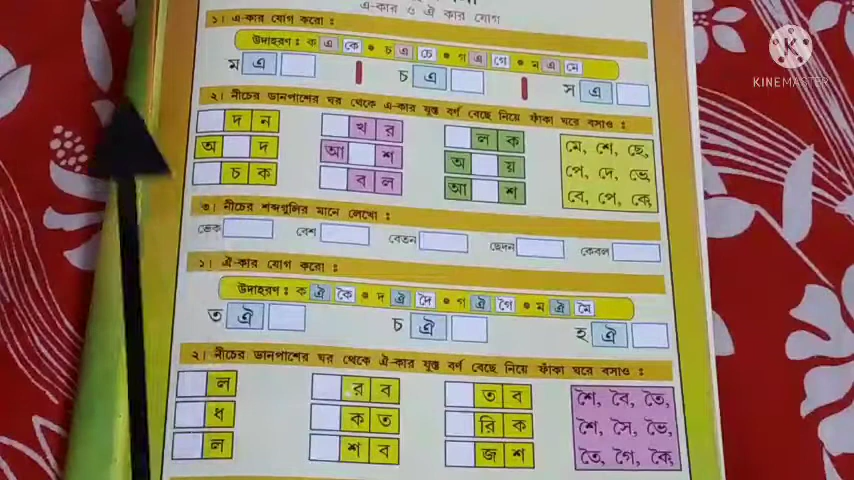 এ-কার ও ঐ কার যোগ
১। এ-কার যোগ করো :
উদাহরণ : ক এ কে • চ এ চে • গ এ গে • ম এ মে
ম এ চ এ স এ
২। নীচের ডানপাশের ঘর থেকে এ-কার যুক্ত বর্ণ বেছে নিয়ে ফাঁকা ঘরে বসাও :
দ ন খ র ল ক মে, শে, ছে,
অ দ আ শ অ য় পে, দে, ভে,
চ ক ব ল আ শ বে, পে, কে,
৩। নীচের শব্দগুলির মানে লেখো :
ভেক বেশ বেতন ছেদন কেবল
১। ঐ-কার যোগ করো :
উদাহরণ : ক ঐ কৈ • দ ঐ দৈ • গ ঐ গৈ • ম ঐ মৈ
ত ঐ চ ঐ হ ঐ
২। নীচের ডানপাশের ঘর থেকে ঐ-কার যুক্ত বর্ণ বেছে নিয়ে ফাঁকা ঘরে বসাও :
ল র ব ত ব শৈ, বৈ, তৈ,
ধ ক ত রি ক শৈ, সৈ, ভৈ,
ল শ ব জ শ তৈ, গৈ, কৈ,
K
KINEMASTER